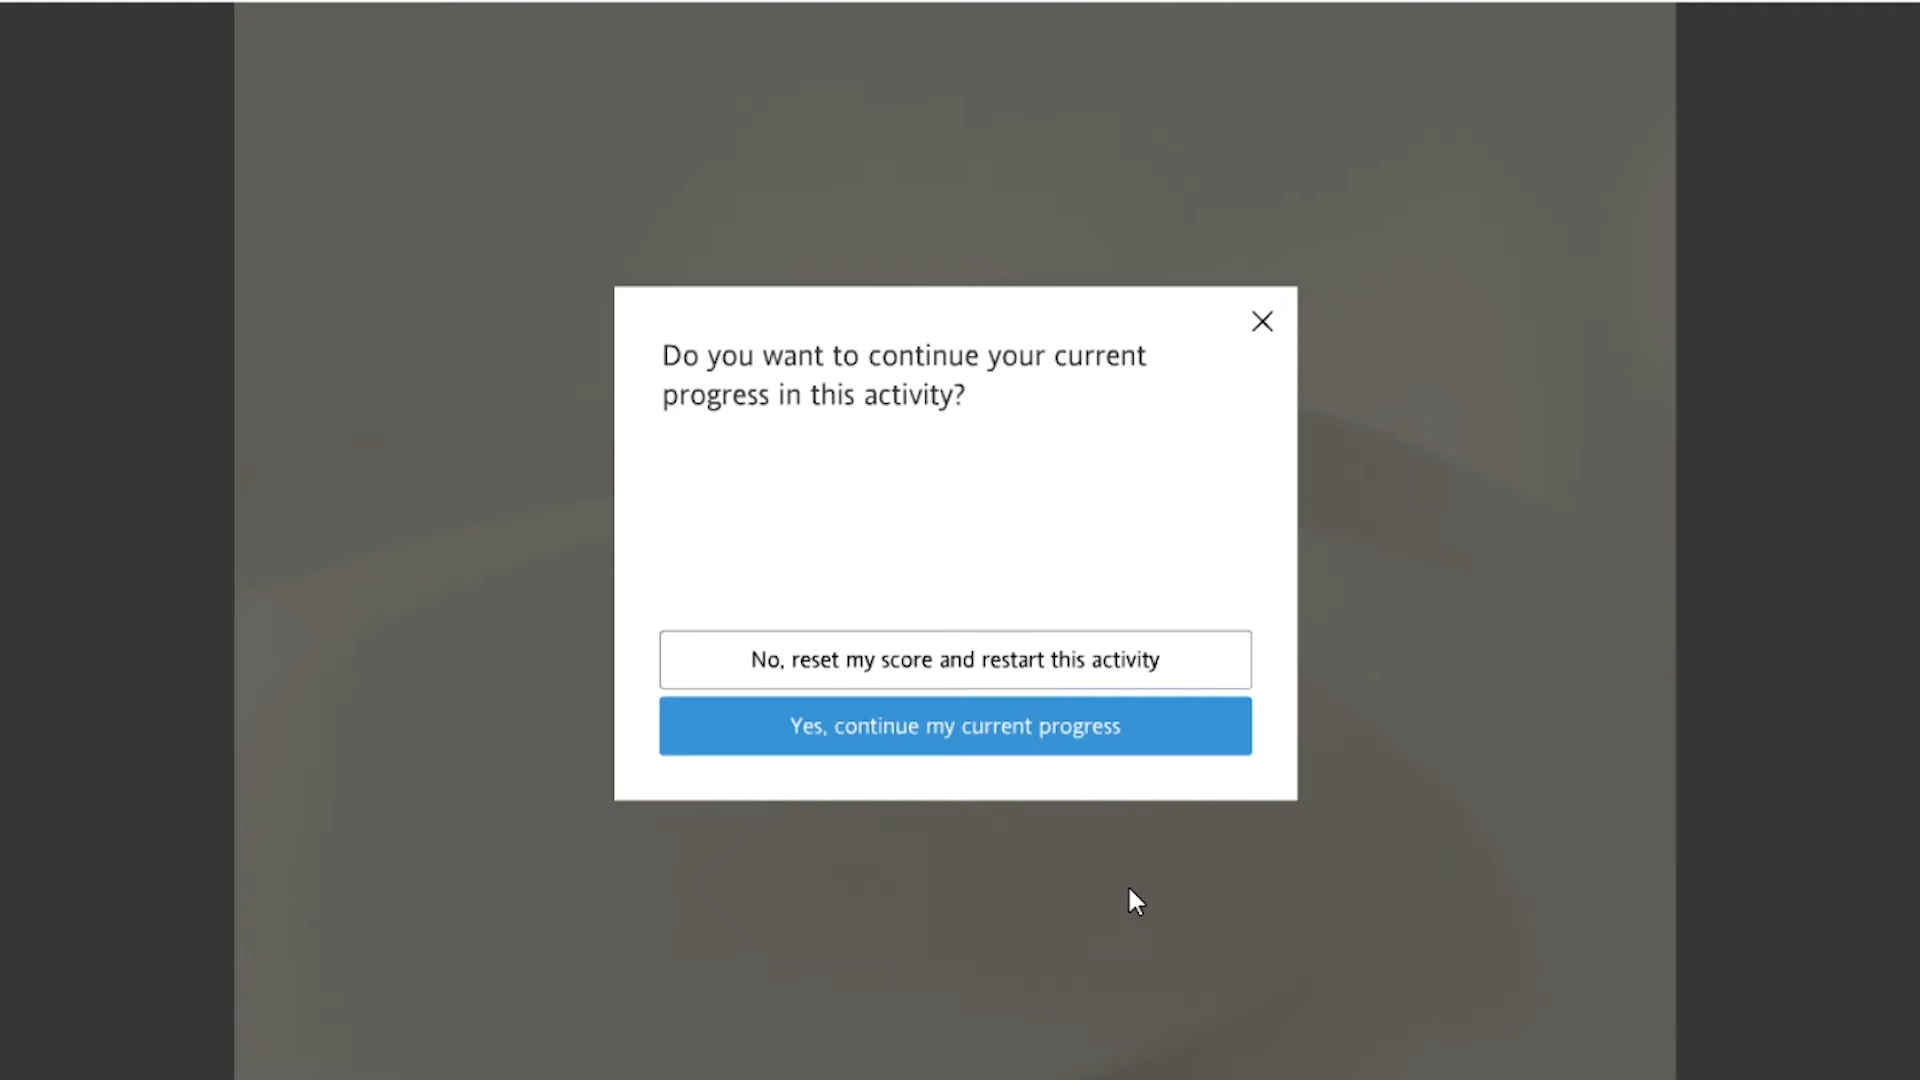 Do you want to continue your current
progress in this activity?
No, reset my score and restart this activity
Yes, continue my current progress